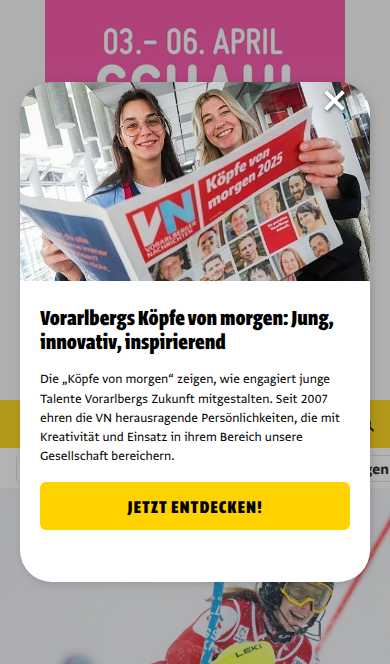 03.– 06. APRIL
Köpfe von
morgen 2025
VN
VORARLBERGER
NACHRICHTEN
Vorarlbergs Köpfe von morgen: Jung,
innovativ, inspirierend
Die „Köpfe von morgen“ zeigen, wie engagiert junge
Talente Vorarlbergs Zukunft mitgestalten. Seit 2007
ehren die VN herausragende Persönlichkeiten, die mit
Kreativität und Einsatz in ihrem Bereich unsere
Gesellschaft bereichern.
gen
JETZT ENTDECKEN!
LEKI